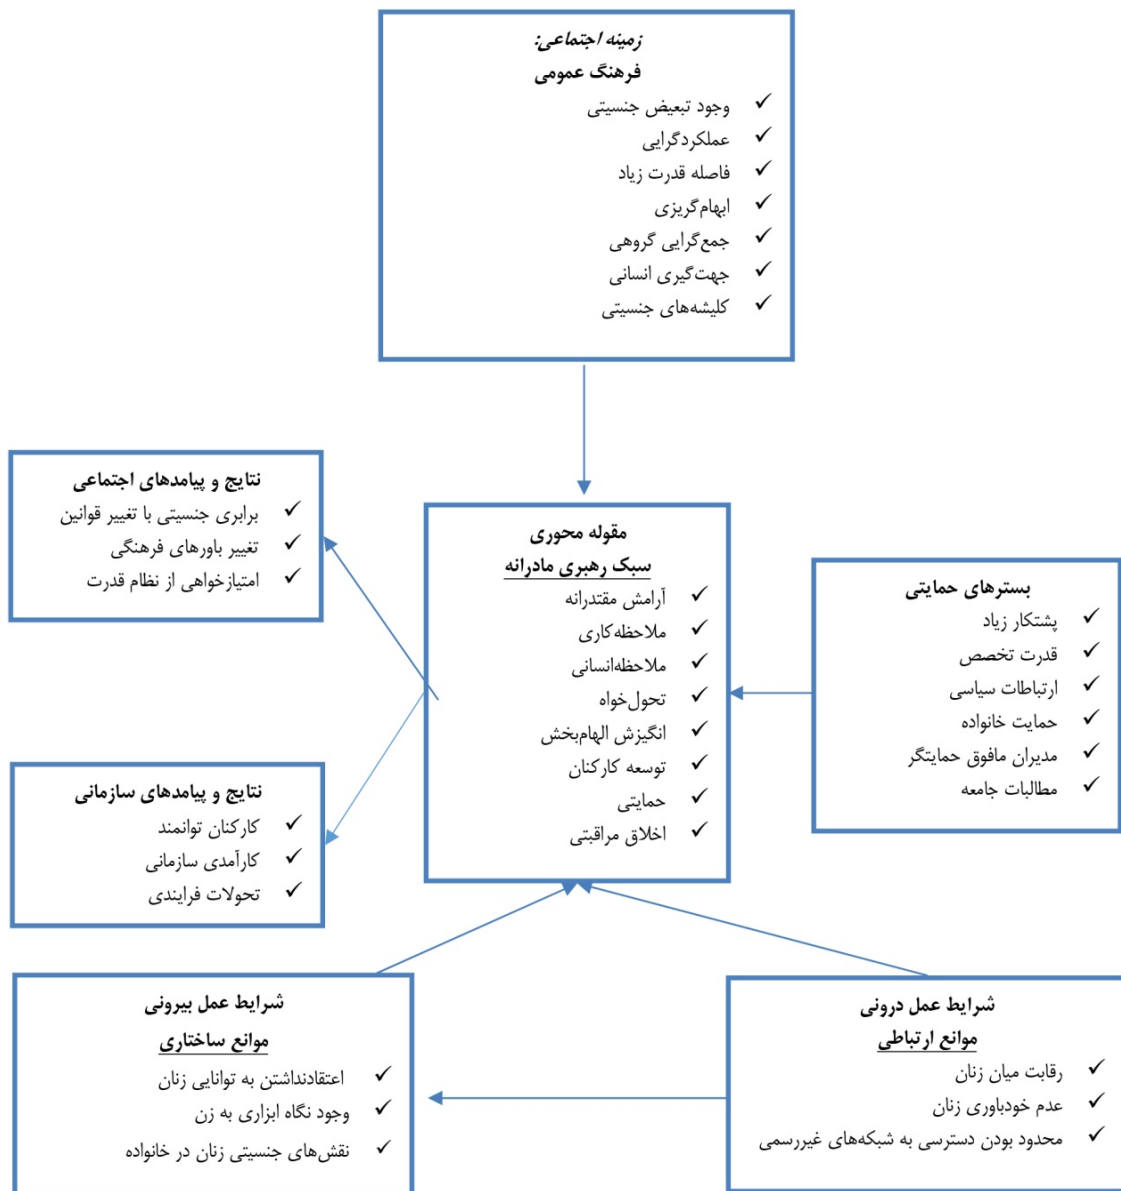 زمینه اجتماعی:
فرهنگ عمومی
✓ وجود تبعیض جنسیتی
✓ عملکردگرایی
✓ فاصله قدرت زیاد
✓ ابهام‌گریزی
✓ جمع‌گرایی گروهی
✓ جهت‌گیری انسانی
✓ کلیشه‌های جنسیتی
بسترهای حمایتی
✓ پشتکار زیاد
✓ قدرت تخصص
✓ ارتباطات سیاسی
✓ حمایت خانواده
✓ مدیران مافوق حمایتگر
✓ مطالبات جامعه
مقوله محوری
سبک رهبری مادرانه
✓ آرامش مقتدرانه
✓ ملاحظه‌کاری
✓ ملاحظه‌انسانی
✓ تحول‌خواه
✓ انگیزش الهام‌بخش
✓ توسعه کارکنان
✓ حمایتی
✓ اخلاق مراقبتی
نتایج و پیامدهای اجتماعی
✓ برابری جنسیتی با تغییر قوانین
✓ تغییر باورهای فرهنگی
✓ امتیازخواهی از نظام قدرت
نتایج و پیامدهای سازمانی
✓ کارکنان توانمند
✓ کارآمدی سازمانی
✓ تحولات فرایندی
شرایط عمل درونی
موانع ارتباطی
✓ رقابت میان زنان
✓ عدم خودباوری زنان
✓ محدود بودن دسترسی به شبکه‌های غیررسمی
شرایط عمل بیرونی
موانع ساختاری
✓ اعتقادنداشتن به توانایی زنان
✓ وجود نگاه ابزاری به زن
✓ نقش‌های جنسیتی زنان در خانواده